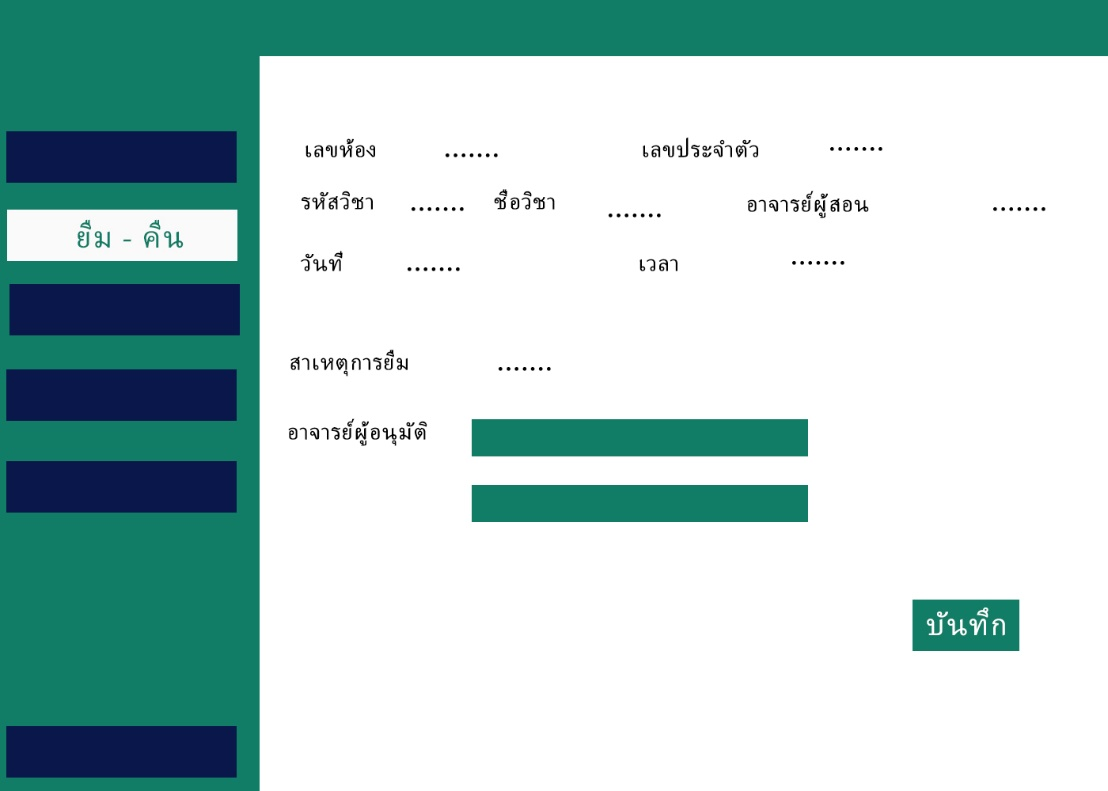 เลขห้อง ....... เลขประจำตัว .......
รหัสวิชา ....... ชื่อวิชา ....... อาจารย์ผู้สอน .......
ยืม - คืน
วันที่ ....... เวลา .......
สาเหตุการยืม .......
อาจารย์ผู้อนุมัติ
บันทึก